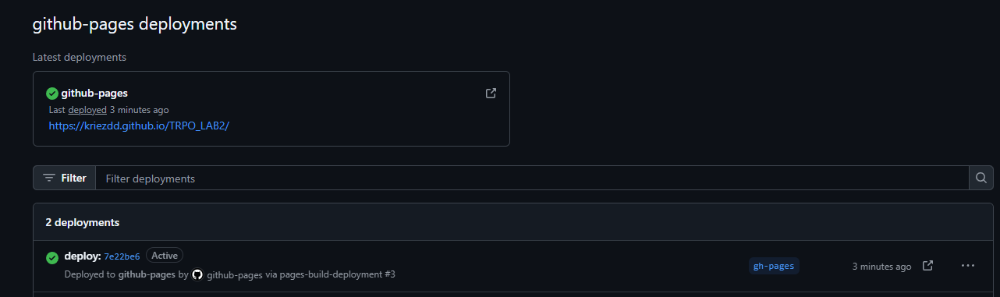 github-pages deployments
Latest deployments
github-pages
Last deployed 3 minutes ago
https://kriezdd.github.io/TRPO_LAB2/
Filter
Filter deployments
2 deployments
deploy: 7e22be6 Active
Deployed to github-pages by github-pages via pages-build-deployment #3
gh-pages
3 minutes ago